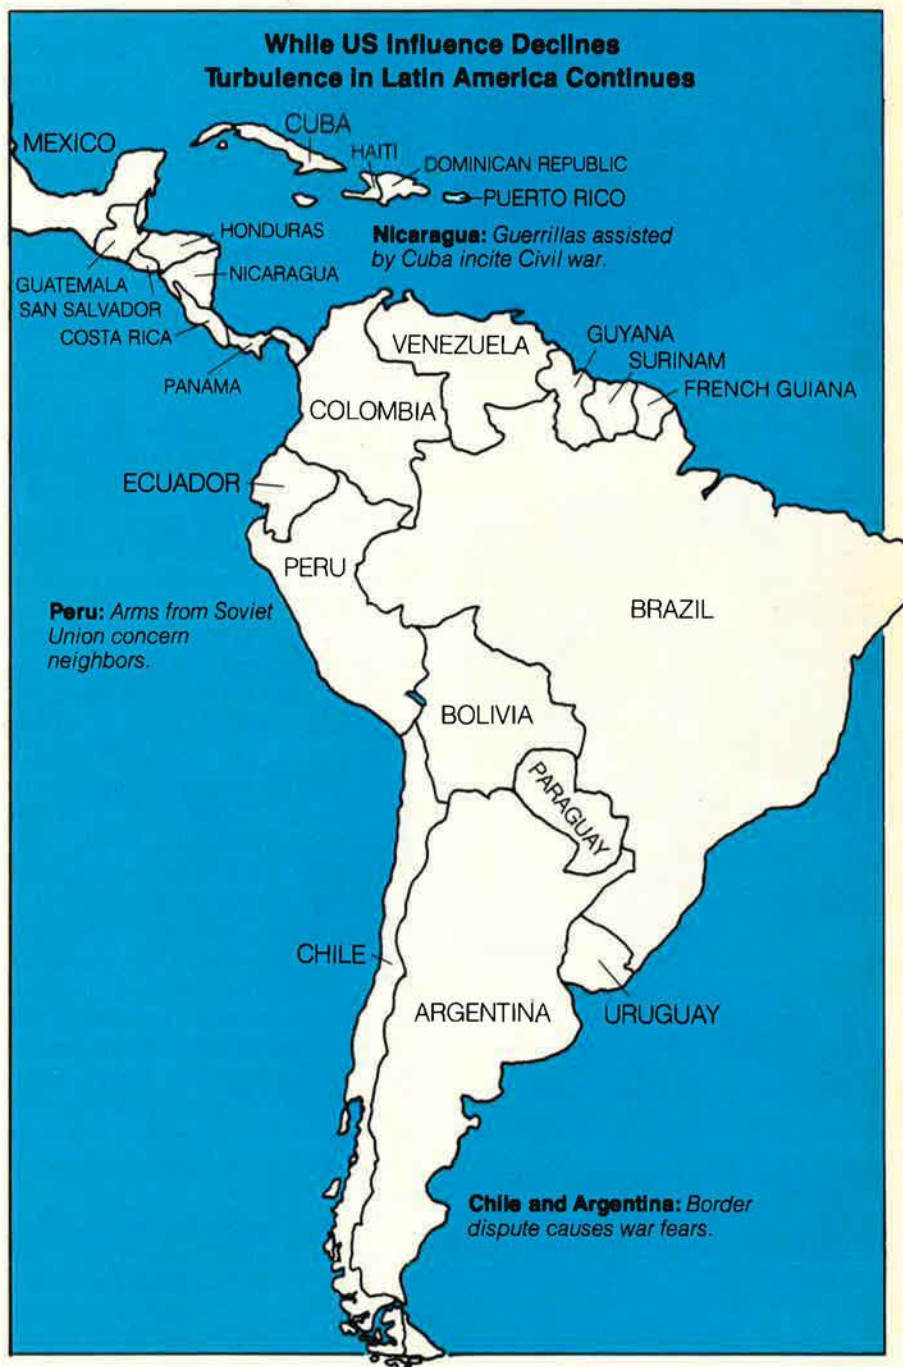 While US Influence Declines
Turbulence in Latin America Continues
MEXICO
CUBA
HAITI
DOMINICAN REPUBLIC
PUERTO RICO
HONDURAS
Nicaragua: Guerrillas assisted
by Cuba incite Civil war.
NICARAGUA
GUATEMALA
SAN SALVADOR
COSTA RICA
PANAMA
VENEZUELA
GUYANA
SURINAM
FRENCH GUIANA
COLOMBIA
ECUADOR
PERU
BRAZIL
Peru: Arms from Soviet
Union concern
neighbors.
BOLIVIA
PARAGUAY
CHILE
ARGENTINA
URUGUAY
Chile and Argentina: Border
dispute causes war fears.